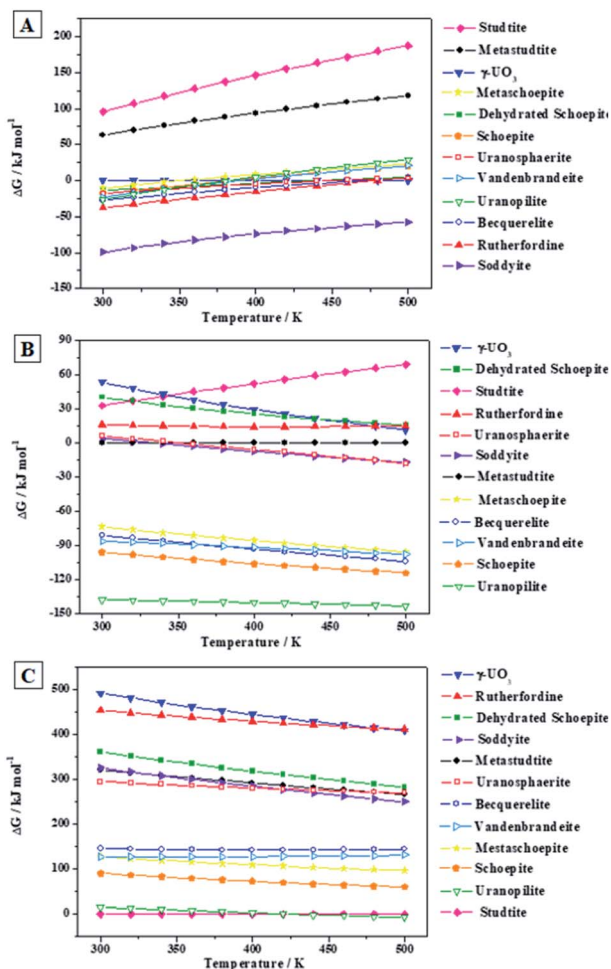 A
ΔG / kJ mol⁻¹
200
150
100
50
0
-50
-100
-150
300
350
400
450
500
Temperature / K
Studtite
Metastudtite
γ-UO₃
Metaschoepite
Dehydrated Schoepite
Schoepite
Uranosphaerite
Vandenbrandeite
Uranopilite
Becquerelite
Rutherfordine
Soddyite
B
ΔG / kJ mol⁻¹
90
60
30
0
-30
-60
-90
-120
-150
300
350
400
450
500
Temperature / K
γ-UO₃
Dehydrated Schoepite
Studtite
Rutherfordine
Uranosphaerite
Soddyite
Metastudtite
Metaschoepite
Becquerelite
Vandenbrandeite
Schoepite
Uranopilite
C
ΔG / kJ mol⁻¹
500
400
300
200
100
0
300
350
400
450
500
Temperature / K
γ-UO₃
Rutherfordine
Dehydrated Schoepite
Soddyite
Metastudtite
Uranosphaerite
Becquerelite
Vandenbrandeite
Mestaschoepite
Schoepite
Uranopilite
Studtite